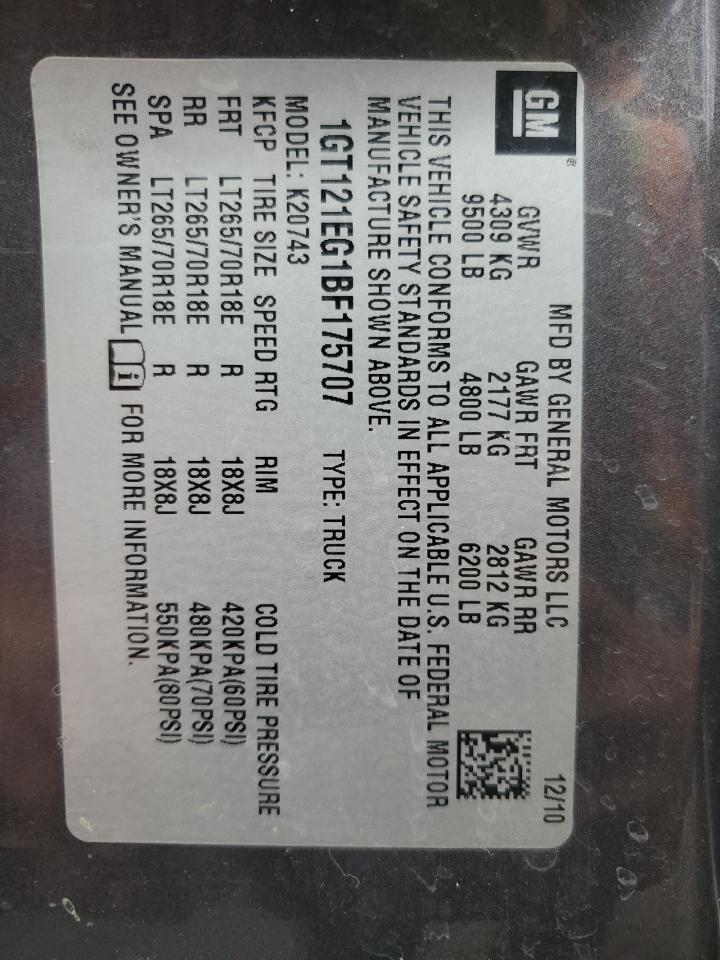 GM®
MFD BY GENERAL MOTORS LLC 12/10
GVWR GAWR FRT GAWR RR
4309 KG 2177 KG 2812 KG
9500 LB 4800 LB 6200 LB
THIS VEHICLE CONFORMS TO ALL APPLICABLE U.S. FEDERAL MOTOR
VEHICLE SAFETY STANDARDS IN EFFECT ON THE DATE OF
MANUFACTURE SHOWN ABOVE.
1GT121EG1BF175707 TYPE: TRUCK
MODEL: K20743
KFCP TIRE SIZE SPEED RTG RIM COLD TIRE PRESSURE
FRT LT265/70R18E R 18X8J 420KPA(60PSI)
RR LT265/70R18E R 18X8J 480KPA(70PSI)
SPA LT265/70R18E R 18X8J 550KPA(80PSI)
SEE OWNER'S MANUAL i FOR MORE INFORMATION.